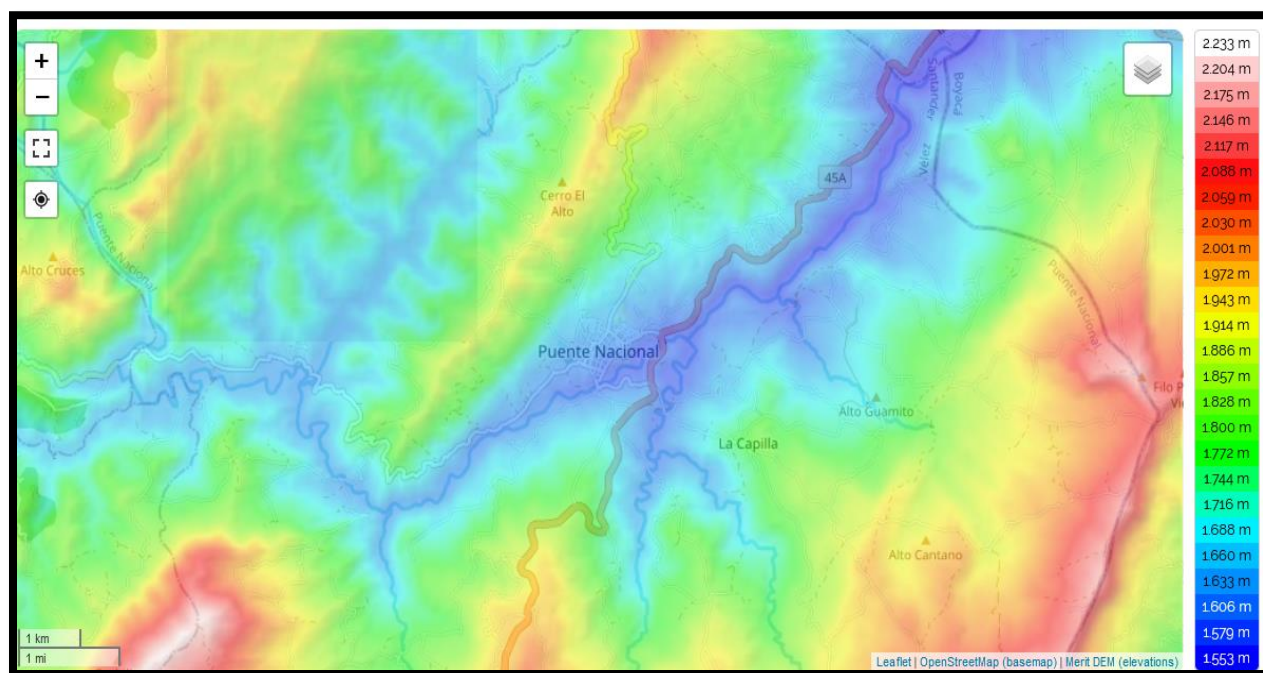 +
−
Santander
Boyacá
Vélez
45A
Cerro El
Alto
Puente Nacional
Alto Cruces
Puente Nacional
Puente Nacional
Alto Guamito
La Capilla
Alto Cantano
1 km
1 mi
Leaflet | OpenStreetMap (basemap) | Merit DEM (elevations)
2.233 m
2.204 m
2.175 m
2.146 m
2.117 m
2.088 m
2.059 m
2.030 m
2.001 m
1.972 m
1.943 m
1.914 m
1.886 m
1.857 m
1.828 m
1.800 m
1.772 m
1.744 m
1.716 m
1.688 m
1.660 m
1.633 m
1.606 m
1.579 m
1.553 m